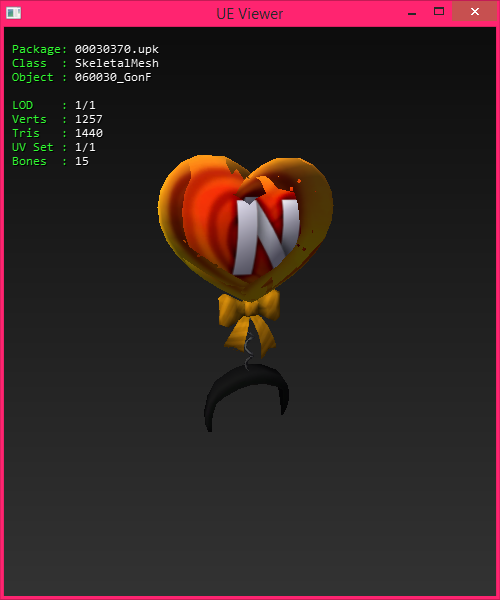 UE Viewer
Package: 00030370.upk
Class  : SkeletalMesh
Object : 060030_GonF
LOD    : 1/1
Verts  : 1257
Tris   : 1440
UV Set : 1/1
Bones  : 15
N